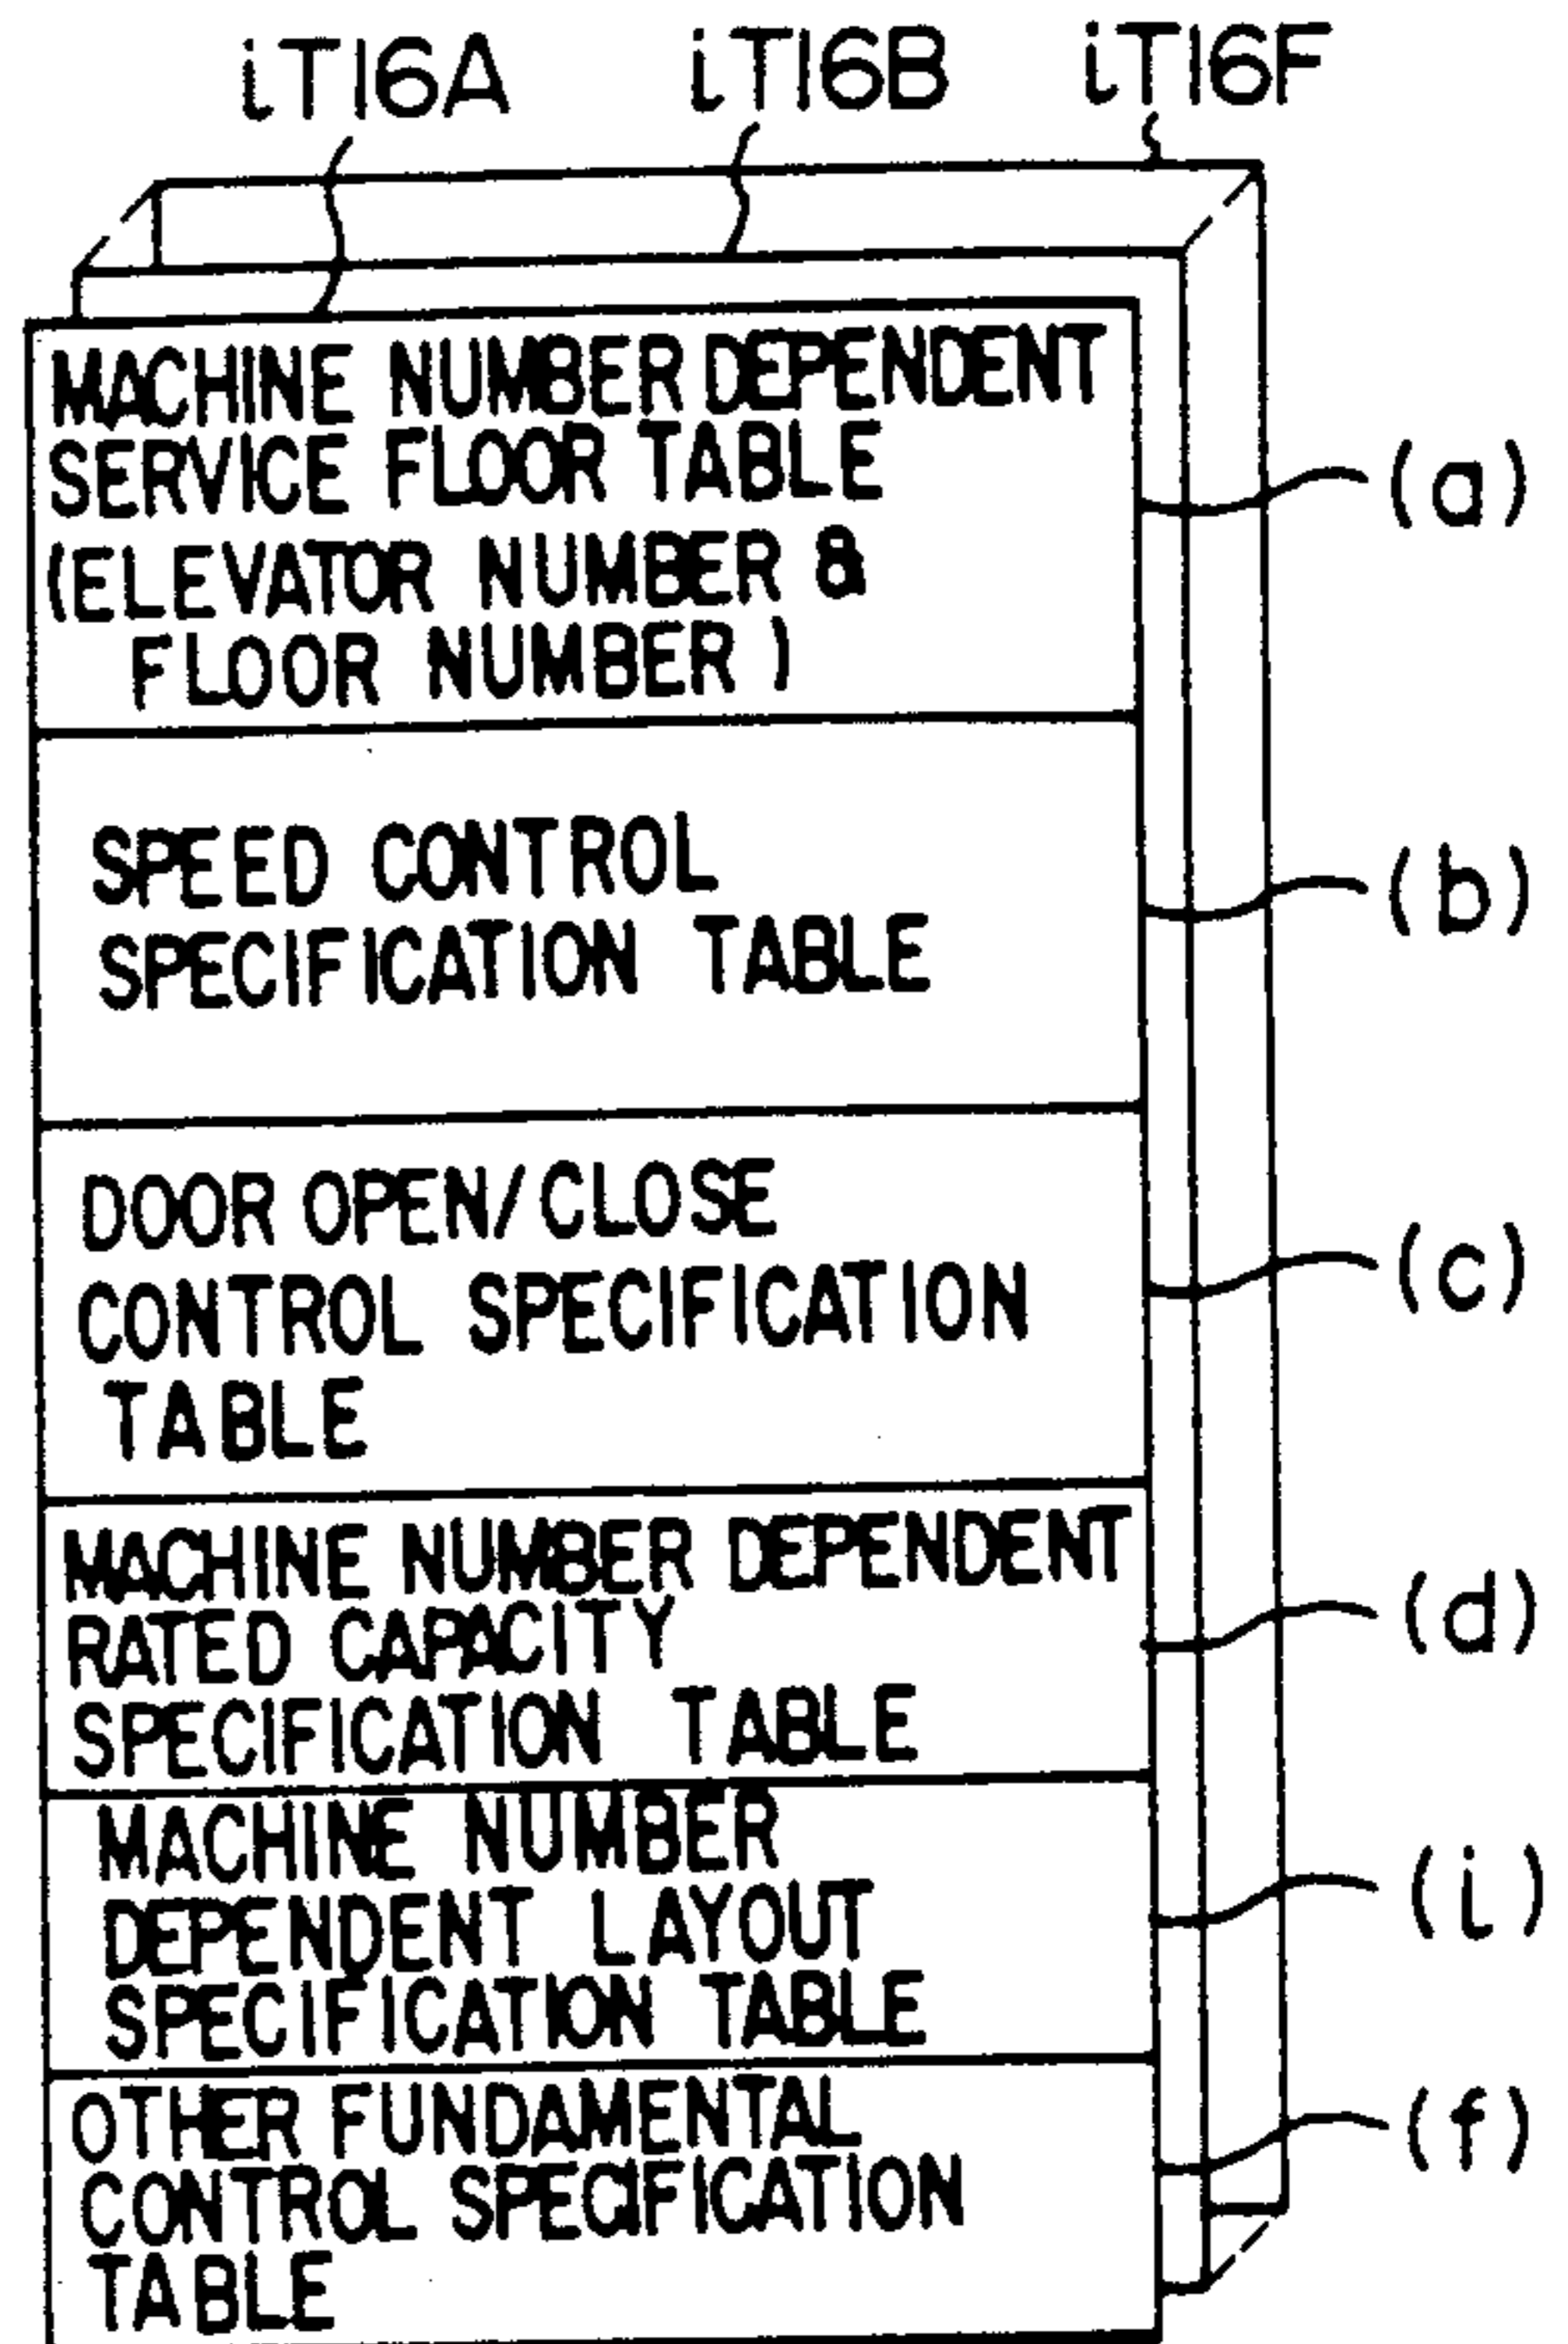 iT16A iT16B iT16F
MACHINE NUMBER DEPENDENT
SERVICE FLOOR TABLE
(ELEVATOR NUMBER &
FLOOR NUMBER)
(a)
SPEED CONTROL
SPECIFICATION TABLE
(b)
DOOR OPEN/CLOSE
CONTROL SPECIFICATION
TABLE
(c)
MACHINE NUMBER DEPENDENT
RATED CAPACITY
SPECIFICATION TABLE
(d)
MACHINE NUMBER
DEPENDENT LAYOUT
SPECIFICATION TABLE
(i)
OTHER FUNDAMENTAL
CONTROL SPECIFICATION
TABLE
(f)